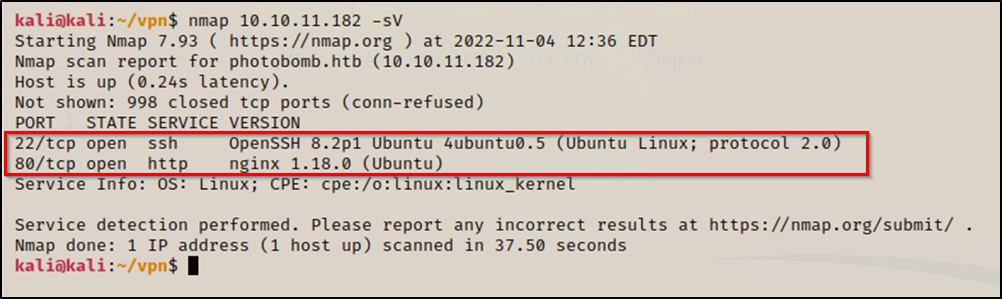 kali@kali:~/vpn$ nmap 10.10.11.182 -sV
Starting Nmap 7.93 ( https://nmap.org ) at 2022-11-04 12:36 EDT
Nmap scan report for photobomb.htb (10.10.11.182)
Host is up (0.24s latency).
Not shown: 998 closed tcp ports (conn-refused)
PORT   STATE SERVICE VERSION
22/tcp open  ssh     OpenSSH 8.2p1 Ubuntu 4ubuntu0.5 (Ubuntu Linux; protocol 2.0)
80/tcp open  http    nginx 1.18.0 (Ubuntu)
Service Info: OS: Linux; CPE: cpe:/o:linux:linux_kernel
Service detection performed. Please report any incorrect results at https://nmap.org/submit/ .
Nmap done: 1 IP address (1 host up) scanned in 37.50 seconds
kali@kali:~/vpn$